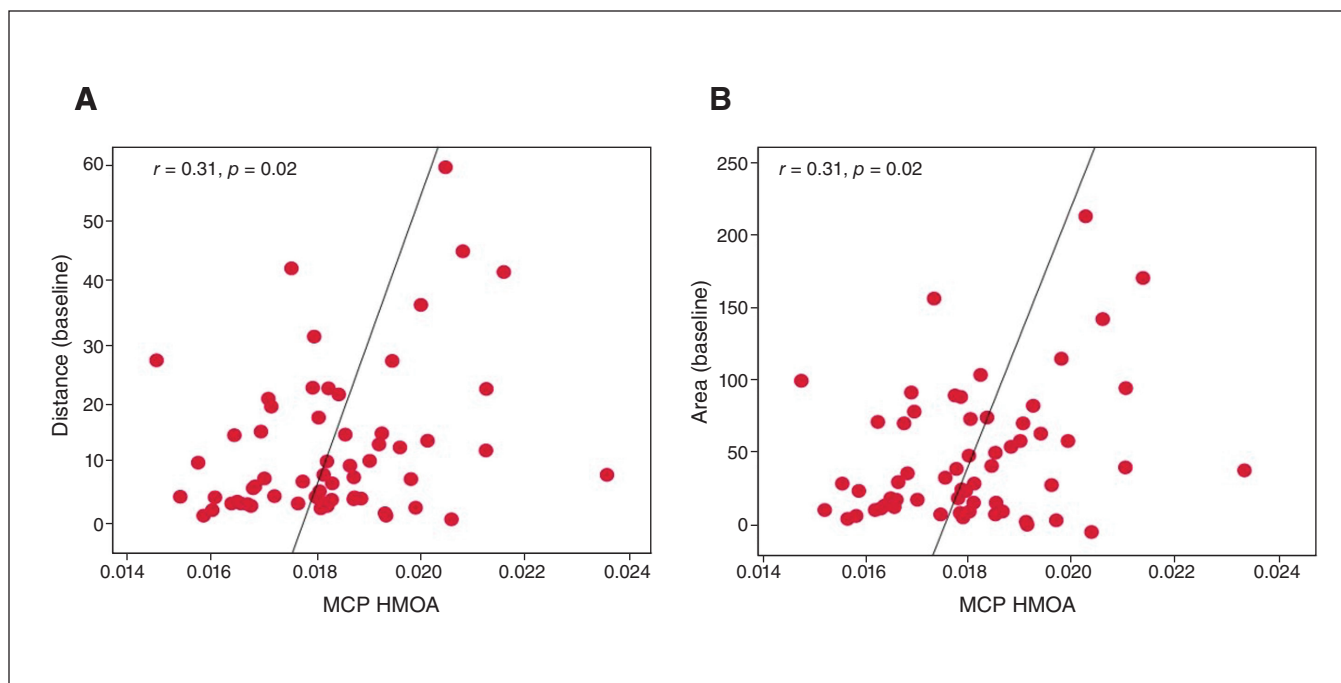 A
r = 0.31, p = 0.02
60
50
40
30
20
10
0
Distance (baseline)
0.014 0.016 0.018 0.020 0.022 0.024
MCP HMOA
B
r = 0.31, p = 0.02
250
200
150
100
50
0
Area (baseline)
0.014 0.016 0.018 0.020 0.022 0.024
MCP HMOA